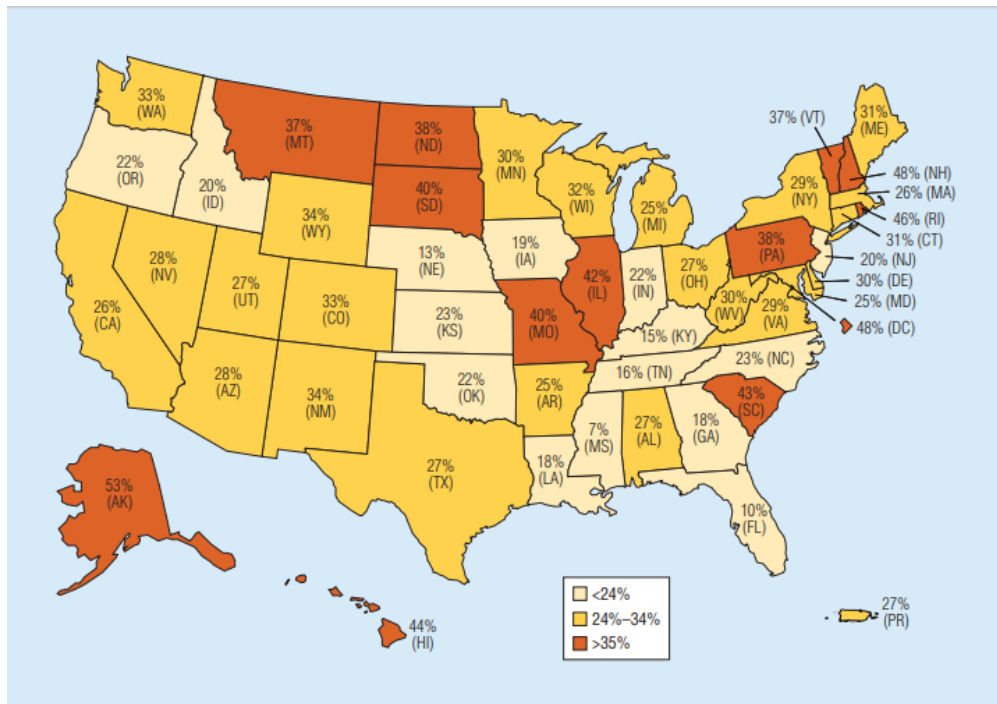 33%
(WA)
22%
(OR)
20%
(ID)
37%
(MT)
38%
(ND)
40%
(SD)
34%
(WY)
30%
(MN)
32%
(WI)
25%
(MI)
31%
(ME)
37% (VT)
48% (NH)
26% (MA)
46% (RI)
31% (CT)
20% (NJ)
30% (DE)
25% (MD)
48% (DC)
29%
(NY)
38%
(PA)
26%
(CA)
28%
(NV)
27%
(UT)
33%
(CO)
13%
(NE)
19%
(IA)
42%
(IL)
22%
(IN)
27%
(OH)
30%
(WV)
29%
(VA)
23%
(KS)
40%
(MO)
15% (KY)
16% (TN)
23% (NC)
28%
(AZ)
34%
(NM)
22%
(OK)
25%
(AR)
43%
(SC)
7%
(MS)
27%
(AL)
18%
(GA)
27%
(TX)
18%
(LA)
10%
(FL)
53%
(AK)
44%
(HI)
27%
(PR)
<24%
24%–34%
>35%